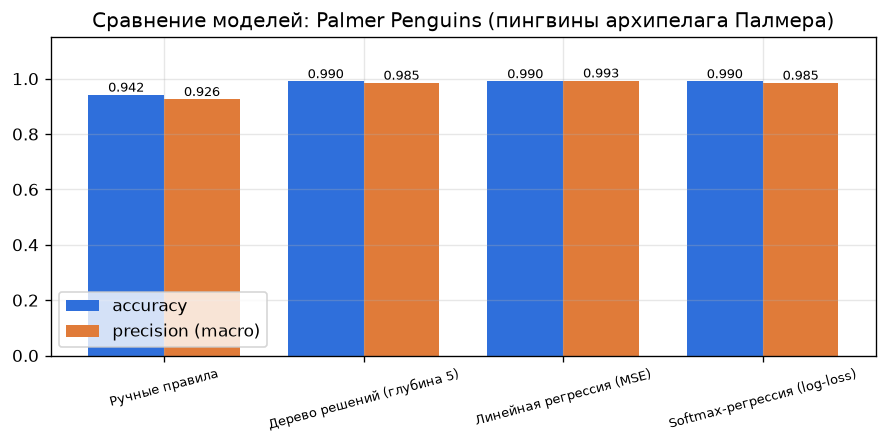 Сравнение моделей: Palmer Penguins (пингвины архипелага Палмера)
1.0
0.8
0.6
0.4
0.2
0.0
0.942
0.926
0.990
0.985
0.990
0.993
0.990
0.985
accuracy
precision (macro)
Ручные правила
Дерево решений (глубина 5)
Линейная регрессия (MSE)
Softmax-регрессия (log-loss)